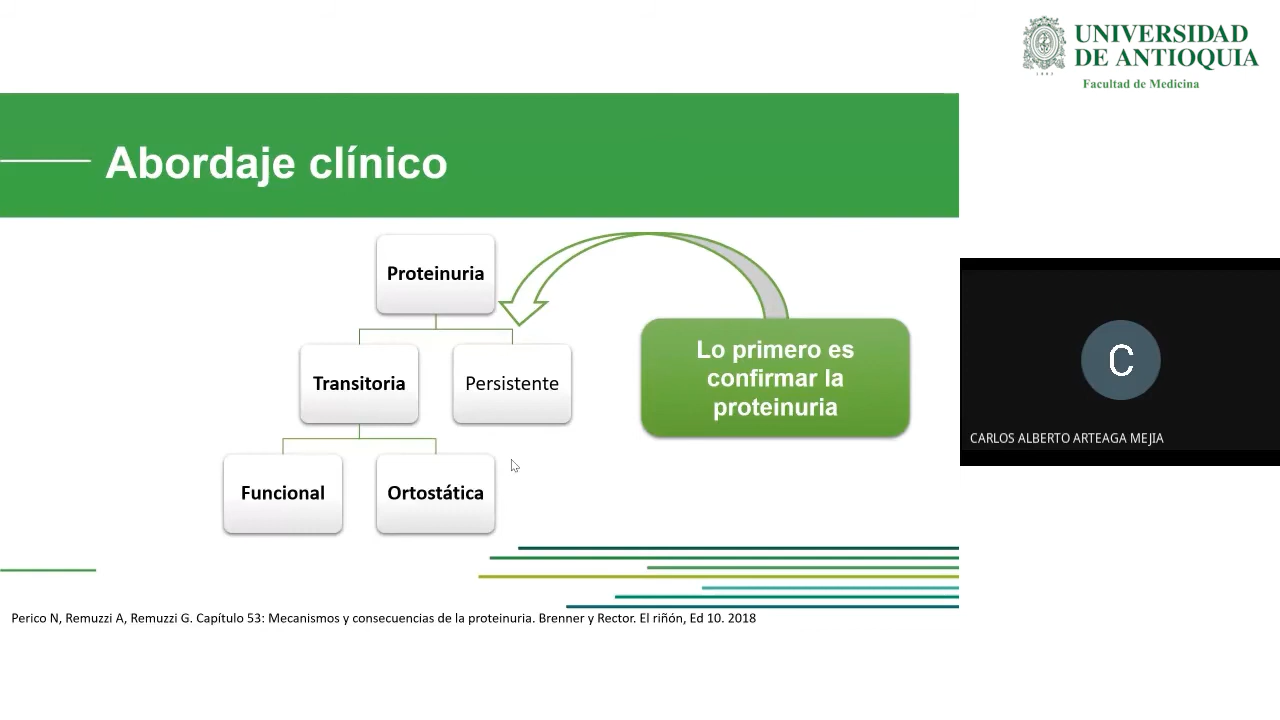 UNIVERSIDAD
DE ANTIOQUIA
1803
Facultad de Medicina
Abordaje clínico
Proteinuria
Transitoria
Persistente
Funcional
Ortostática
Lo primero es
confirmar la
proteinuria
C
CARLOS ALBERTO ARTEAGA MEJIA
Perico N, Remuzzi A, Remuzzi G. Capítulo 53: Mecanismos y consecuencias de la proteinuria. Brenner y Rector. El riñón, Ed 10. 2018